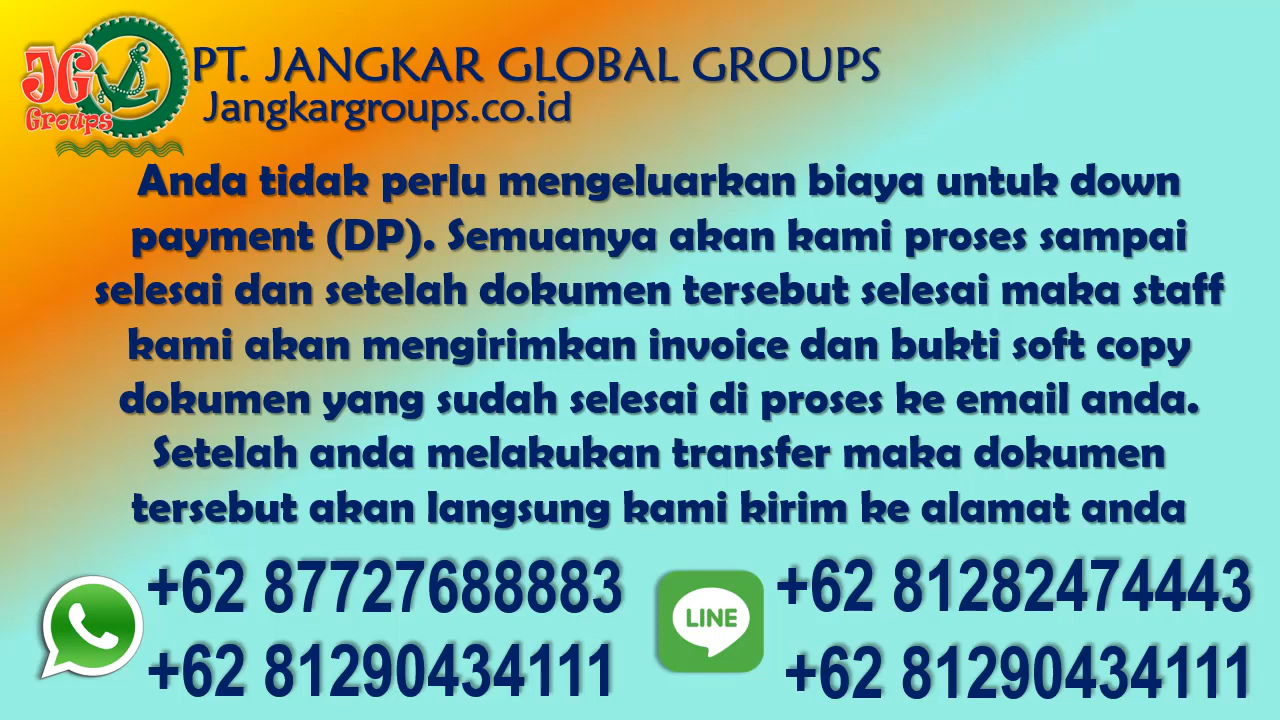 JG
Groups
PT. JANGKAR GLOBAL GROUPS
Jangkargroups.co.id
Anda tidak perlu mengeluarkan biaya untuk down
payment (DP). Semuanya akan kami proses sampai
selesai dan setelah dokumen tersebut selesai maka staff
kami akan mengirimkan invoice dan bukti soft copy
dokumen yang sudah selesai di proses ke email anda.
Setelah anda melakukan transfer maka dokumen
tersebut akan langsung kami kirim ke alamat anda
+62 87727688883
+62 81290434111
LINE
+62 81282474443
+62 81290434111